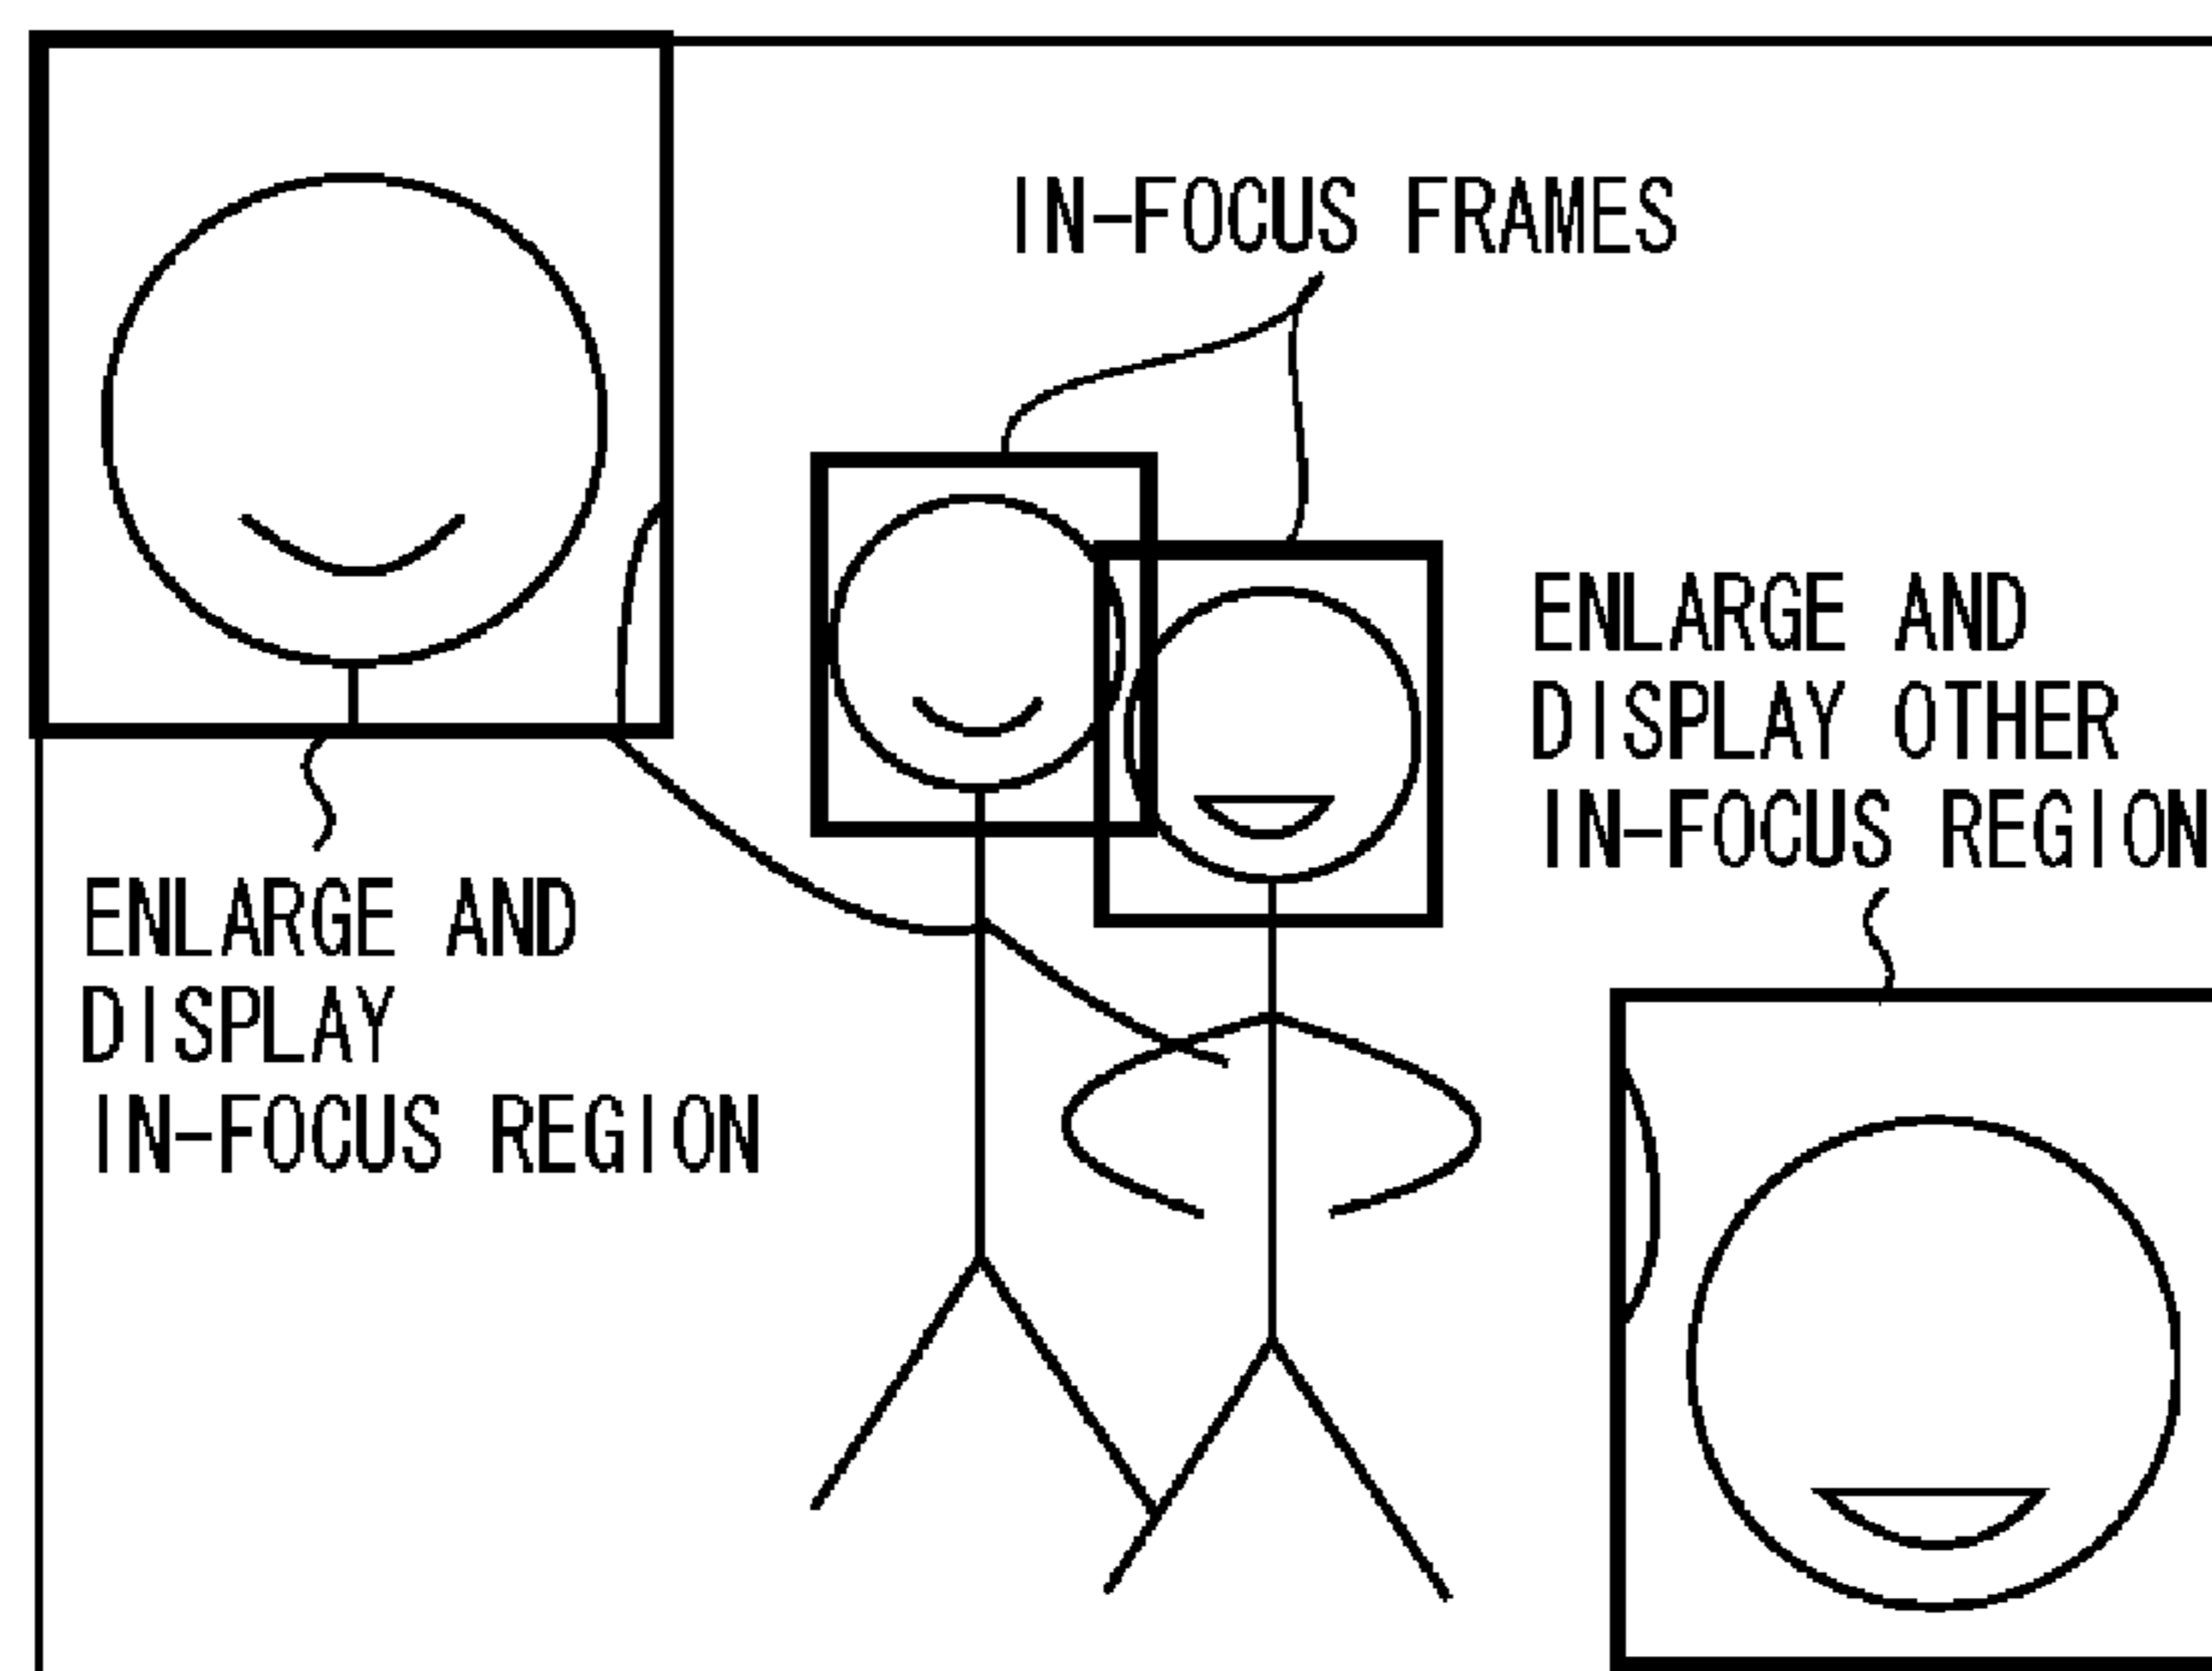 IN-FOCUS FRAMES
ENLARGE AND
DISPLAY OTHER
IN-FOCUS REGION
ENLARGE AND
DISPLAY
IN-FOCUS REGION